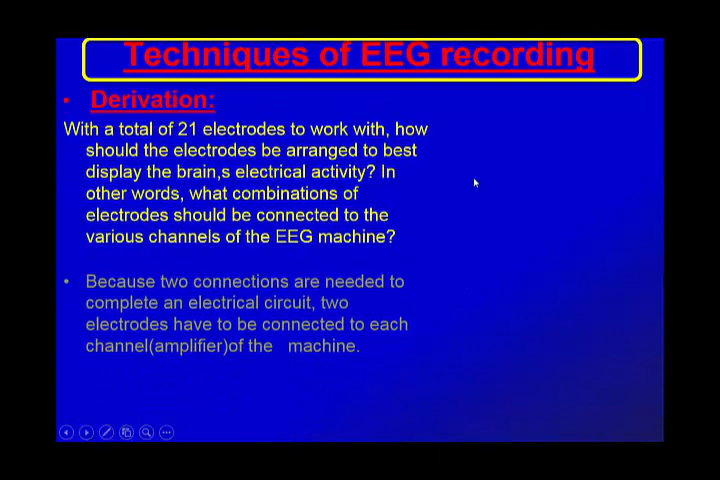 Techniques of EEG recording
• Derivation:
With a total of 21 electrodes to work with, how
should the electrodes be arranged to best
display the brain,s electrical activity? In
other words, what combinations of
electrodes should be connected to the
various channels of the EEG machine?
• Because two connections are needed to
complete an electrical circuit, two
electrodes have to be connected to each
channel(amplifier)of the machine.